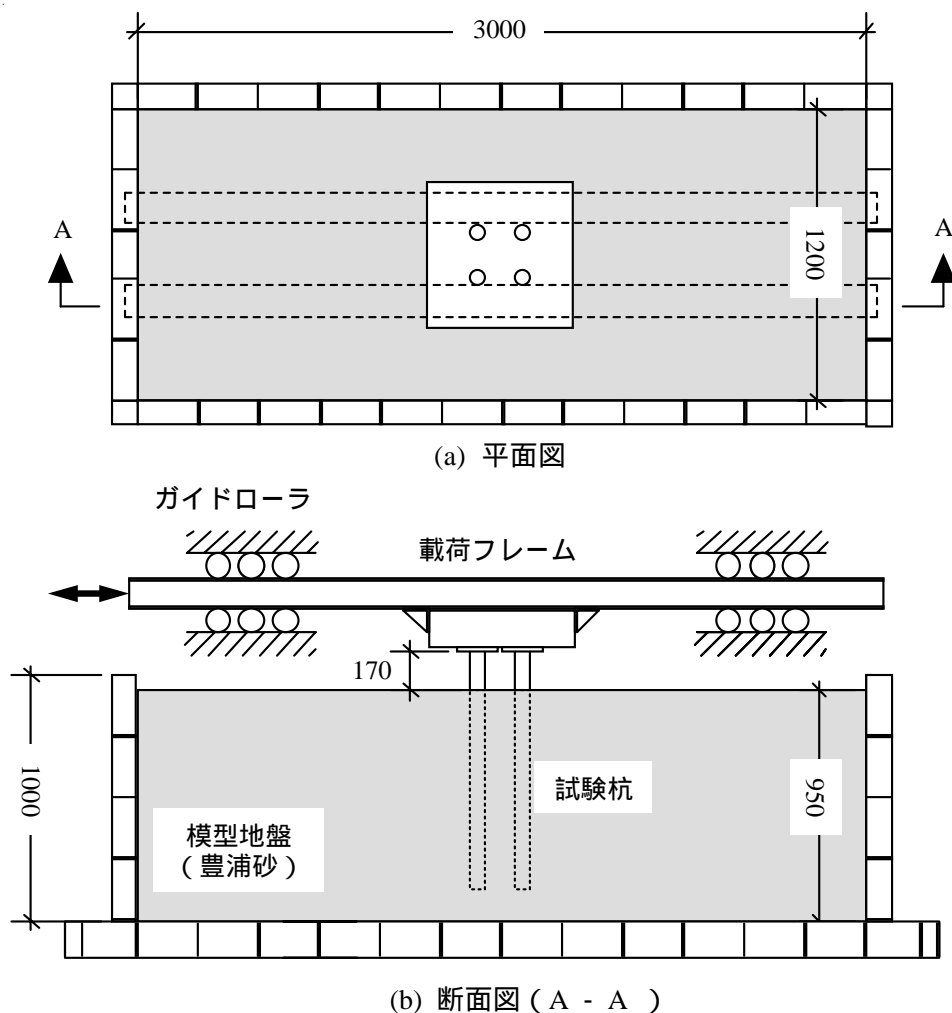 3000
A
A
1200
(a) 平面図
ガイドローラ
載荷フレーム
170
1000
試験杭
950
模型地盤
（豊浦砂）
(b) 断面図（A - A ）